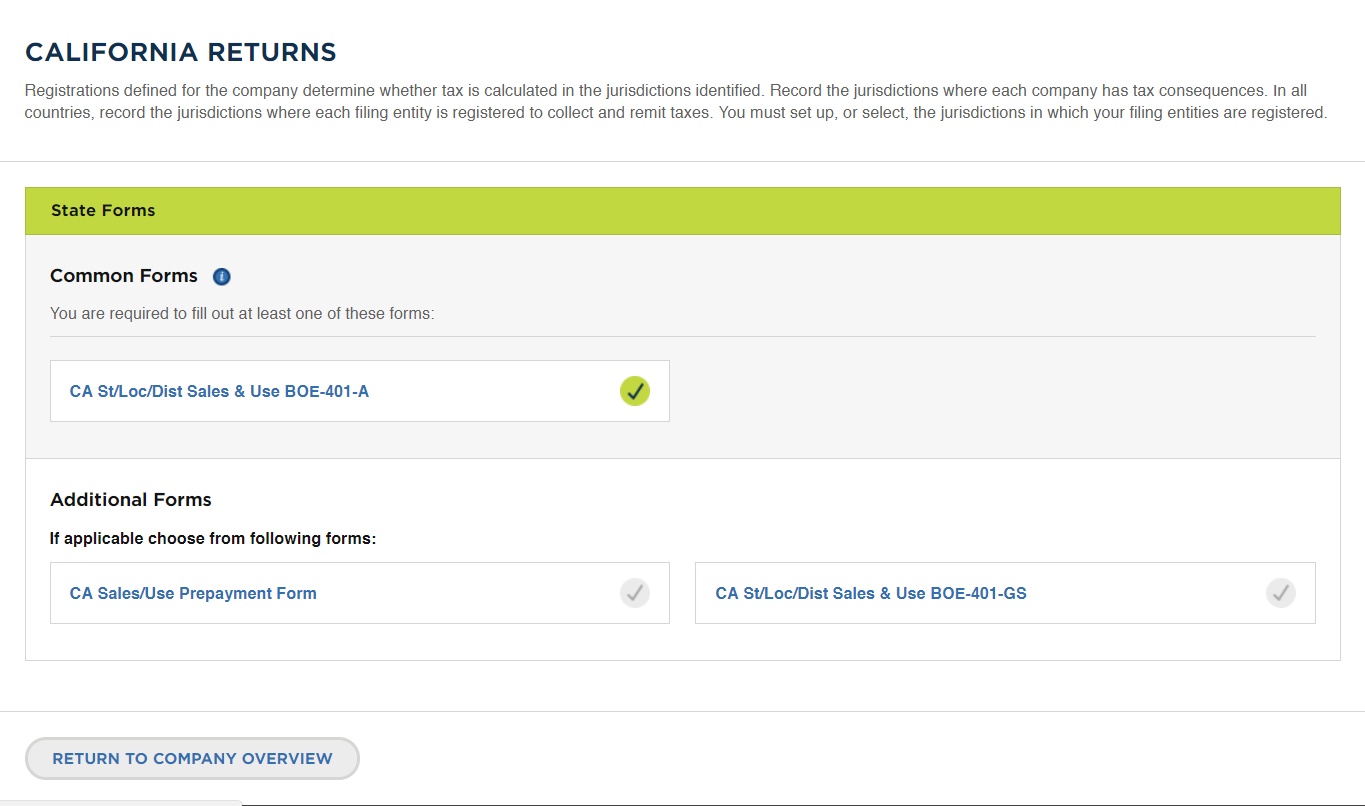 CALIFORNIA RETURNS
Registrations defined for the company determine whether tax is calculated in the jurisdictions identified. Record the jurisdictions where each company has tax consequences. In all
countries, record the jurisdictions where each filing entity is registered to collect and remit taxes. You must set up, or select, the jurisdictions in which your filing entities are registered.
State Forms
Common Forms i
You are required to fill out at least one of these forms:
CA St/Loc/Dist Sales & Use BOE-401-A
Additional Forms
If applicable choose from following forms:
CA Sales/Use Prepayment Form
CA St/Loc/Dist Sales & Use BOE-401-GS
RETURN TO COMPANY OVERVIEW